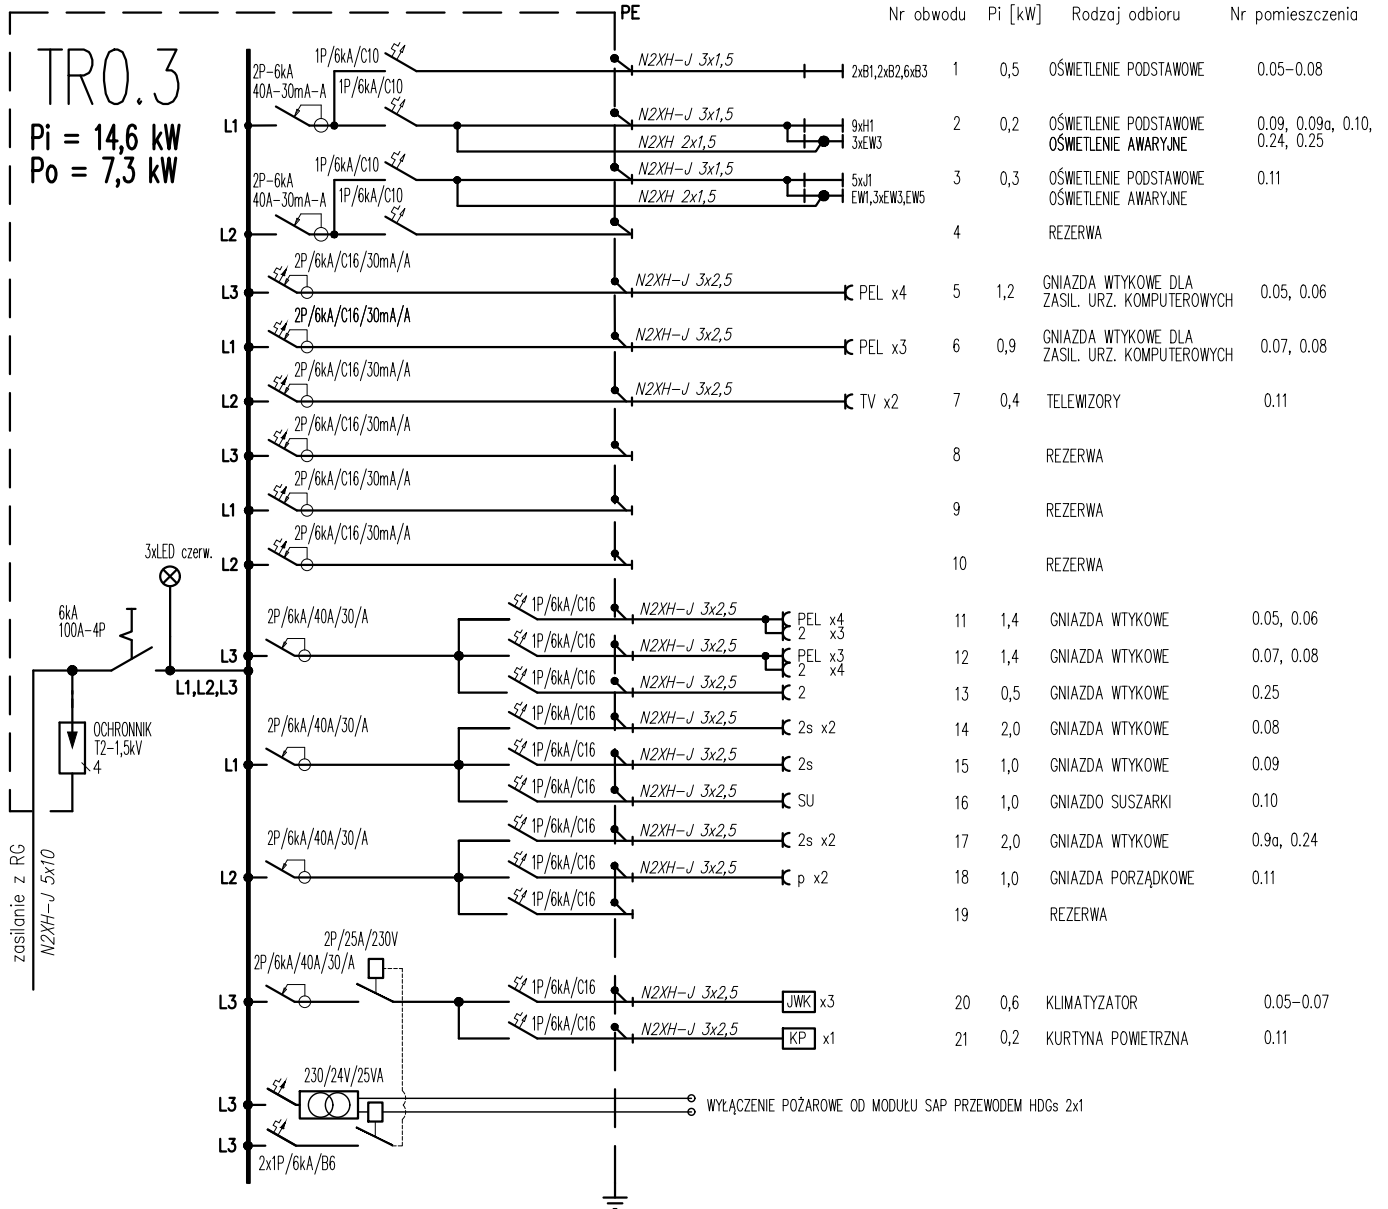 PE
Nr obwodu Pi [kW] Rodzaj odbioru Nr pomieszczenia
TR0.3
Pi = 14,6 kW
Po = 7,3 kW
1P/6kA/C10 N2XH-J 3x1,5 2xB1,2xB2,6xB3 1 0,5 OŚWIETLENIE PODSTAWOWE 0.05-0.08
2P-6kA
40A-30mA-A 1P/6kA/C10
L1 N2XH-J 3x1,5 9xH1 2 0,2 OŚWIETLENIE PODSTAWOWE 0.09, 0.09a, 0.10,
N2XH 2x1,5 3xEW3 OŚWIETLENIE AWARYJNE 0.24, 0.25
1P/6kA/C10 N2XH-J 3x1,5 5xJ1 3 0,3 OŚWIETLENIE PODSTAWOWE 0.11
2P-6kA
40A-30mA-A 1P/6kA/C10 N2XH 2x1,5 EW1,3xEW3,EW5 OŚWIETLENIE AWARYJNE
L2 4 REZERWA
2P/6kA/C16/30mA/A
L3 N2XH-J 3x2,5 PEL x4 5 1,2 GNIAZDA WTYKOWE DLA
ZASIL. URZ. KOMPUTEROWYCH 0.05, 0.06
2P/6kA/C16/30mA/A
L1 N2XH-J 3x2,5 PEL x3 6 0,9 GNIAZDA WTYKOWE DLA
ZASIL. URZ. KOMPUTEROWYCH 0.07, 0.08
2P/6kA/C16/30mA/A
L2 N2XH-J 3x2,5 TV x2 7 0,4 TELEWIZORY 0.11
2P/6kA/C16/30mA/A
L3 8 REZERWA
2P/6kA/C16/30mA/A
L1 9 REZERWA
2P/6kA/C16/30mA/A
L2 10 REZERWA
3xLED czerw.
6kA
100A-4P
L1,L2,L3
OCHRONNIK
T2-1,5kV
4
zasilanie z RG
N2XH-J 5x10
2P/6kA/40A/30/A
1P/6kA/C16 N2XH-J 3x2,5 PEL x4 11 1,4 GNIAZDA WTYKOWE 0.05, 0.06
2 x3
L3 1P/6kA/C16 N2XH-J 3x2,5 PEL x3 12 1,4 GNIAZDA WTYKOWE 0.07, 0.08
2 x4
1P/6kA/C16 N2XH-J 3x2,5 2 13 0,5 GNIAZDA WTYKOWE 0.25
2P/6kA/40A/30/A
1P/6kA/C16 N2XH-J 3x2,5 2s x2 14 2,0 GNIAZDA WTYKOWE 0.08
L1 1P/6kA/C16 N2XH-J 3x2,5 2s 15 1,0 GNIAZDA WTYKOWE 0.09
1P/6kA/C16 N2XH-J 3x2,5 SU 16 1,0 GNIAZDO SUSZARKI 0.10
2P/6kA/40A/30/A
1P/6kA/C16 N2XH-J 3x2,5 2s x2 17 2,0 GNIAZDA WTYKOWE 0.9a, 0.24
L2 1P/6kA/C16 N2XH-J 3x2,5 p x2 18 1,0 GNIAZDA PORZĄDKOWE 0.11
1P/6kA/C16 19 REZERWA
2P/25A/230V
2P/6kA/40A/30/A
L3 1P/6kA/C16 N2XH-J 3x2,5 JWK x3 20 0,6 KLIMATYZATOR 0.05-0.07
1P/6kA/C16 N2XH-J 3x2,5 KP x1 21 0,2 KURTYNA POWIETRZNA 0.11
230/24V/25VA
L3 WYŁĄCZENIE POŻAROWE OD MODUŁU SAP PRZEWODEM HDGs 2x1
L3
2x1P/6kA/B6